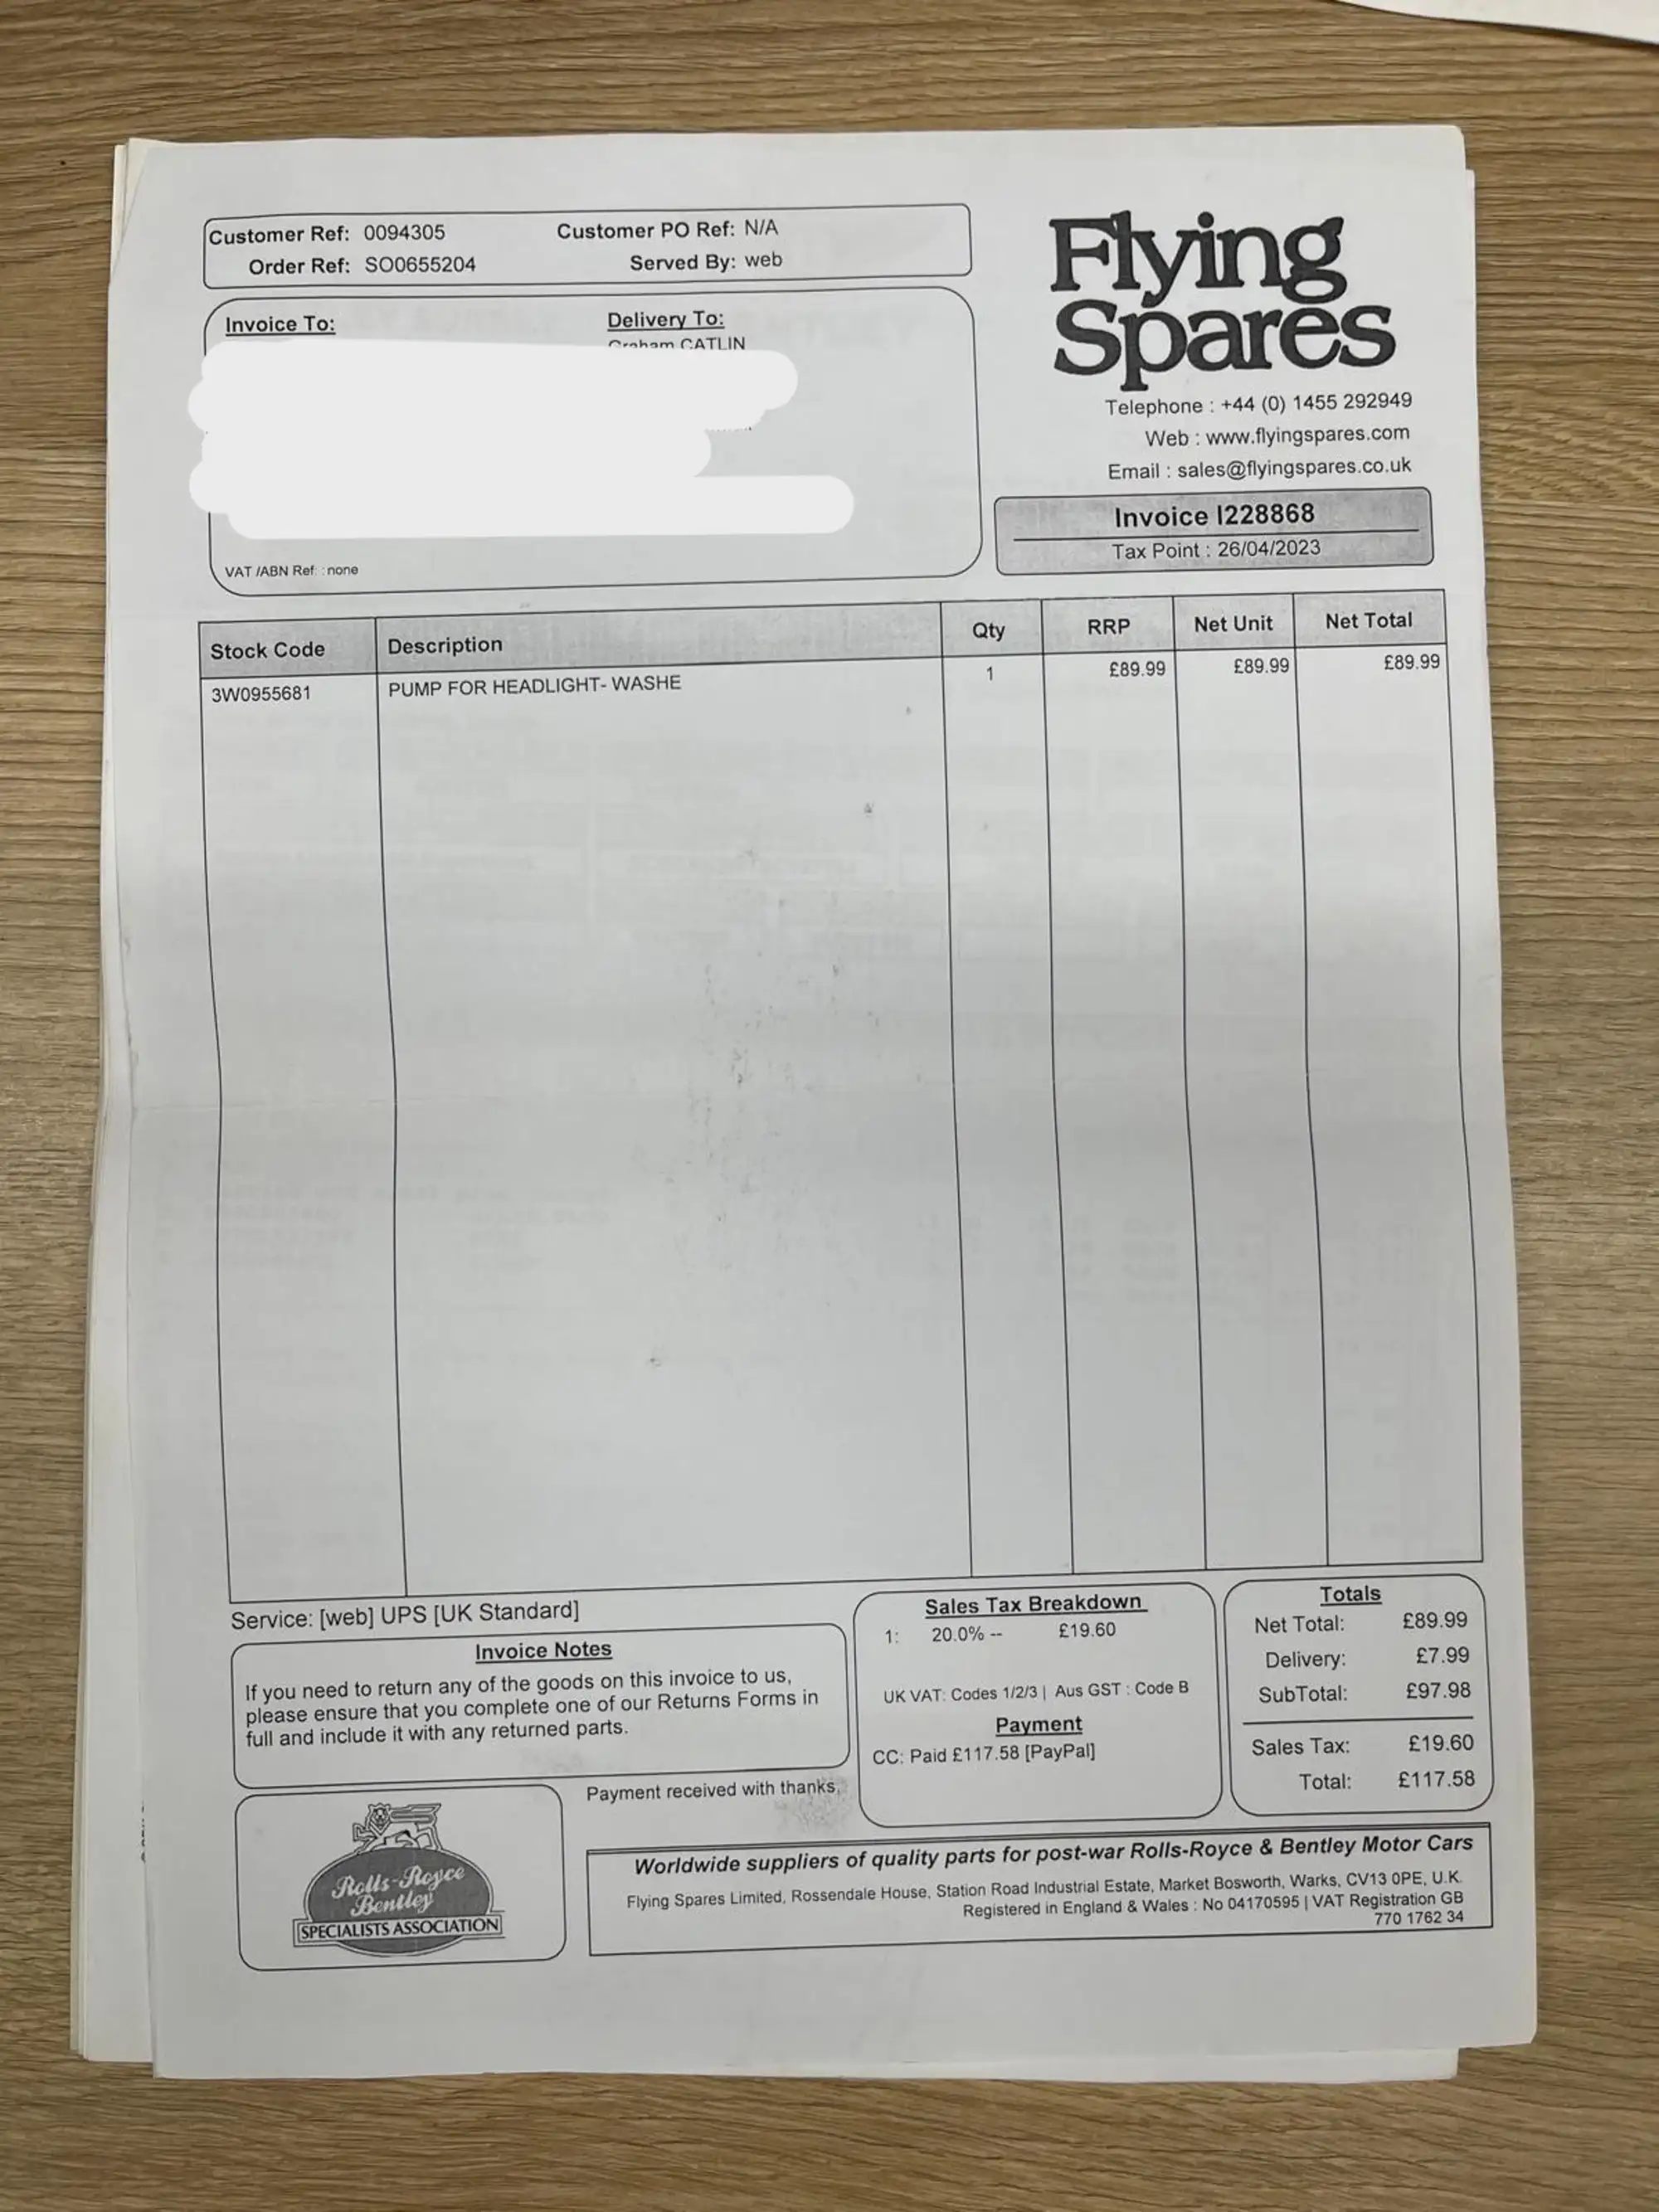 Customer Ref: 0094305 Customer PO Ref: N/A
Order Ref: SO0655204 Served By: web
Flying
Spares
Invoice To: Delivery To:
Graham CATLIN
VAT /ABN Ref: :none
Telephone : +44 (0) 1455 292949
Web : www.flyingspares.com
Email : sales@flyingspares.co.uk
Invoice I228868
Tax Point : 26/04/2023
Stock Code Description Qty RRP Net Unit Net Total
3W0955681 PUMP FOR HEADLIGHT- WASHE 1 £89.99 £89.99 £89.99
Service: [web] UPS [UK Standard]
Invoice Notes
If you need to return any of the goods on this invoice to us,
please ensure that you complete one of our Returns Forms in
full and include it with any returned parts.
Payment received with thanks.
Sales Tax Breakdown
1: 20.0% -- £19.60
UK VAT: Codes 1/2/3 | Aus GST : Code B
Payment
CC: Paid £117.58 [PayPal]
Totals
Net Total: £89.99
Delivery: £7.99
SubTotal: £97.98
Sales Tax: £19.60
Total: £117.58
Rolls-Royce
Bentley
SPECIALISTS ASSOCIATION
Worldwide suppliers of quality parts for post-war Rolls-Royce & Bentley Motor Cars
Flying Spares Limited, Rossendale House, Station Road Industrial Estate, Market Bosworth, Warks, CV13 0PE, U.K.
Registered in England & Wales : No 04170595 | VAT Registration GB
770 1762 34